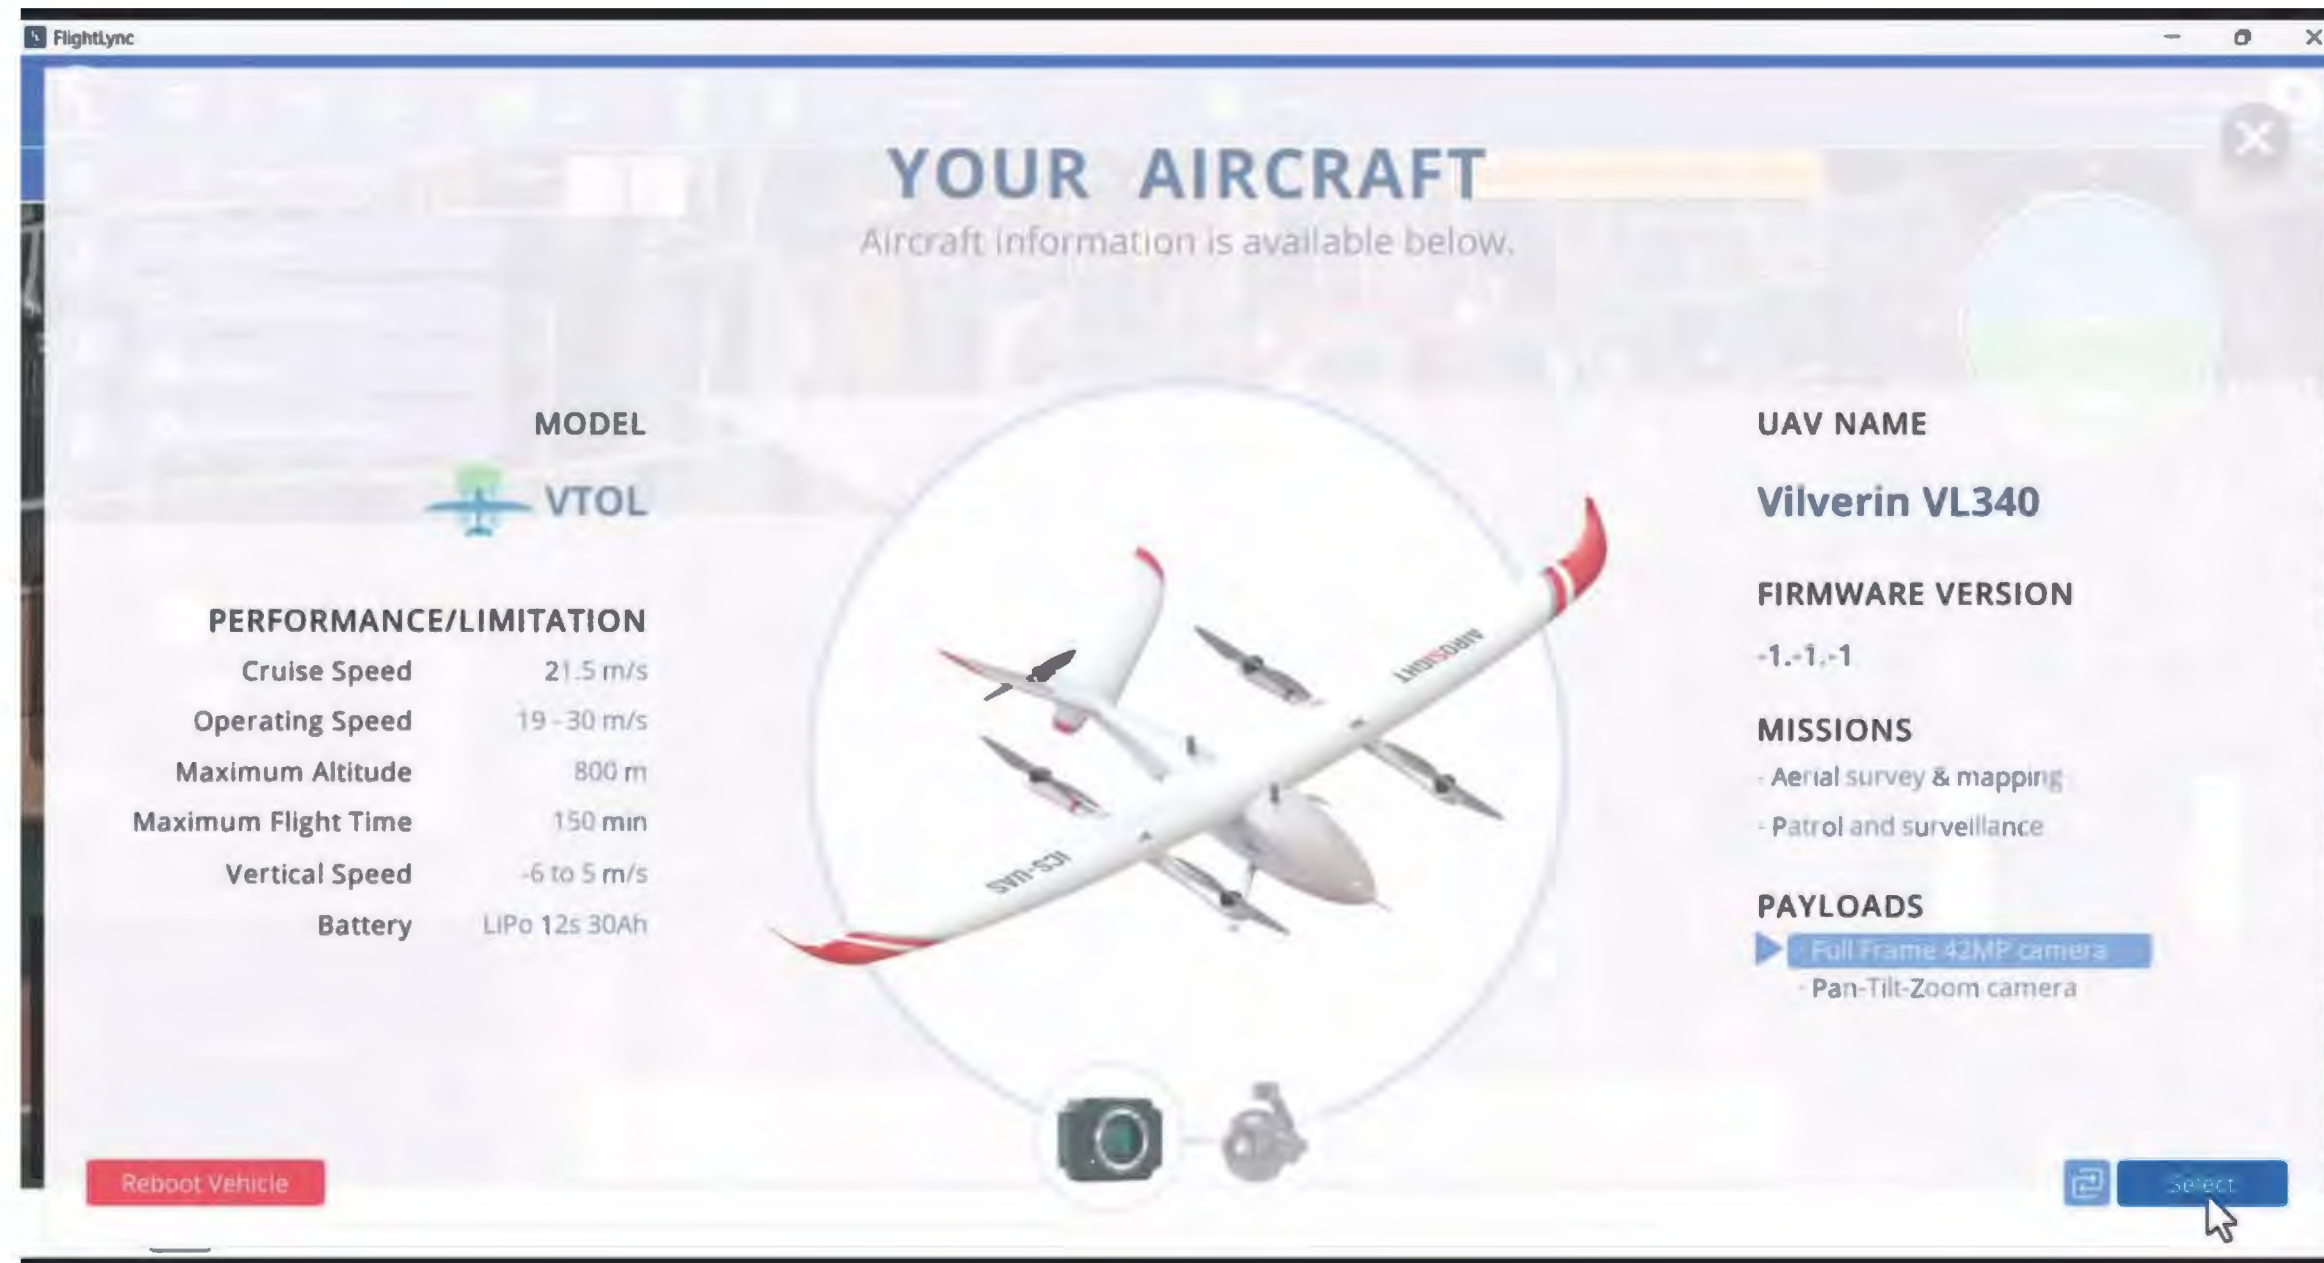 FlightLync
YOUR AIRCRAFT
Aircraft information is available below.
MODEL
VTOL
PERFORMANCE/LIMITATION
Cruise Speed 21.5 m/s
Operating Speed 19 - 30 m/s
Maximum Altitude 800 m
Maximum Flight Time 150 min
Vertical Speed -6 to 5 m/s
Battery LiPo 12s 30Ah
AIROSIGHT
ICS-UAS
UAV NAME
Vilverin VL340
FIRMWARE VERSION
-1.-1.-1
MISSIONS
- Aerial survey & mapping
- Patrol and surveillance
PAYLOADS
- Full Frame 42MP camera
- Pan-Tilt-Zoom camera
Reboot Vehicle
Select